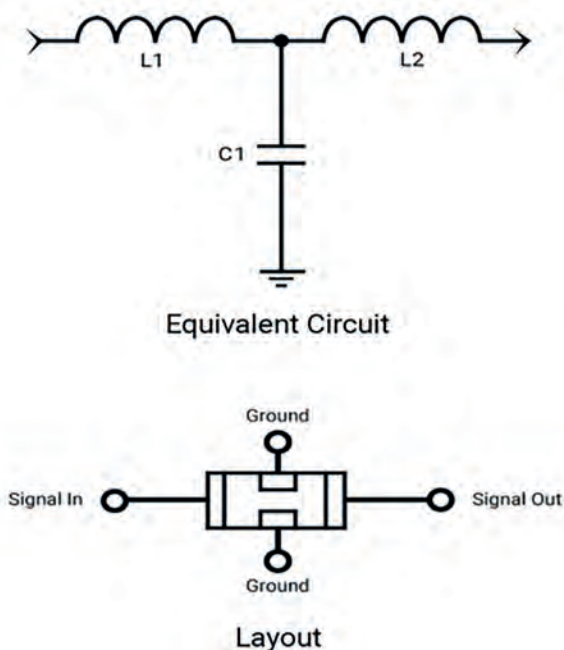 L1
L2
C1
Equivalent Circuit
Ground
Signal In
Signal Out
Ground
Layout